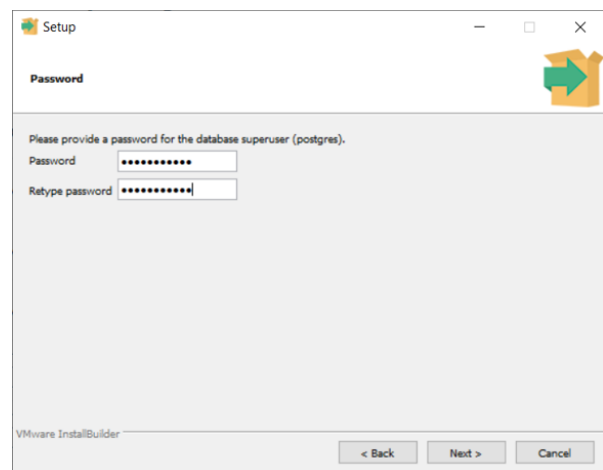 Setup
Password
Please provide a password for the database superuser (postgres).
Password •••••••••••
Retype password •••••••••••
VMware InstallBuilder
< Back Next > Cancel